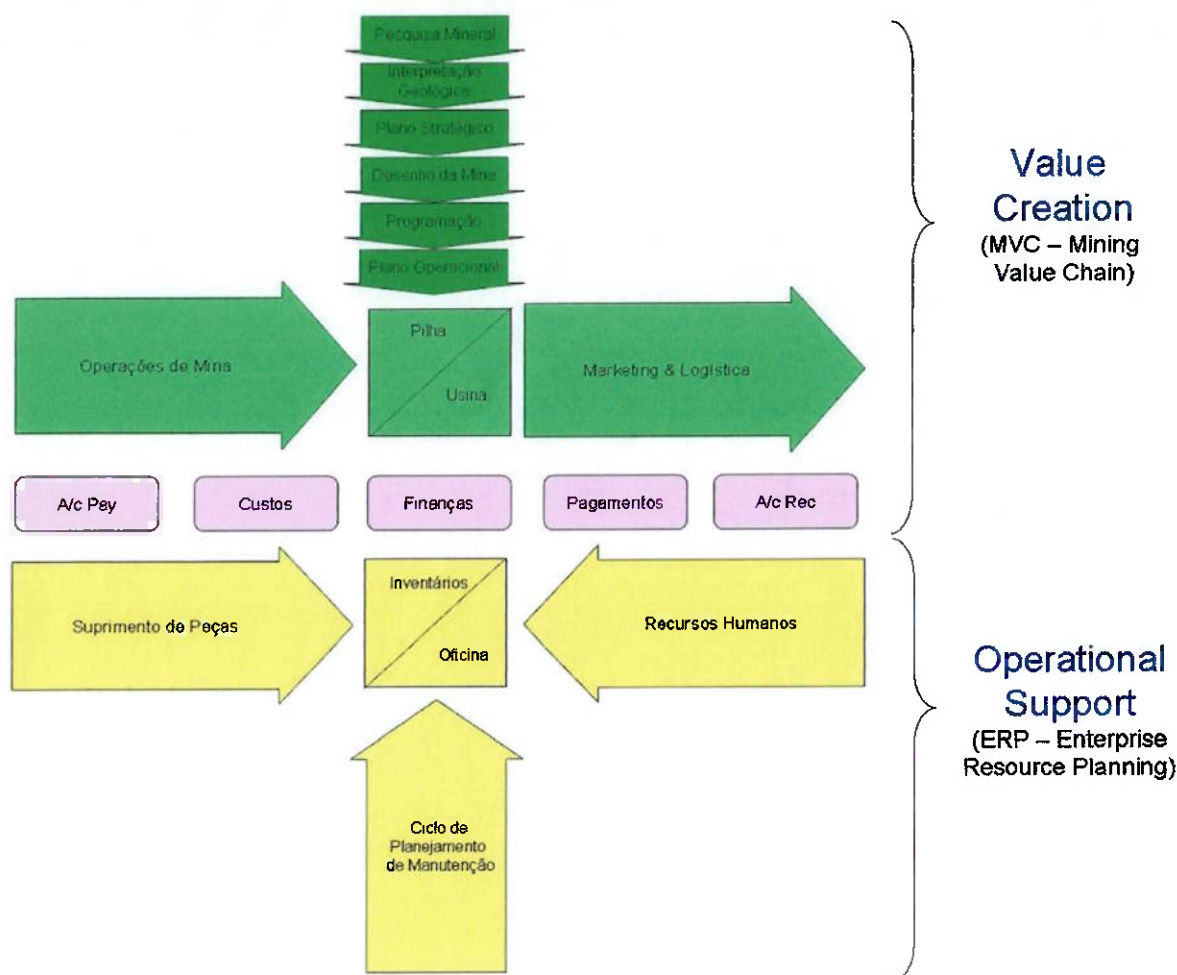 Pesquisa Mineral
Interpretação
Geológica
Plano Stratégico
Desenho da Mina
Programação
Plano Operacional
Value
Creation
(MVC – Mining
Value Chain)
Operações de Mina
Pilha
Usina
Marketing & Logística
A/c Pay
Custos
Finanças
Pagamentos
A/c Rec
Suprimento de Peças
Inventários
Oficina
Recursos Humanos
Operational
Support
(ERP – Enterprise
Resource Planning)
Ciclo de
Planejamento
de Manutenção